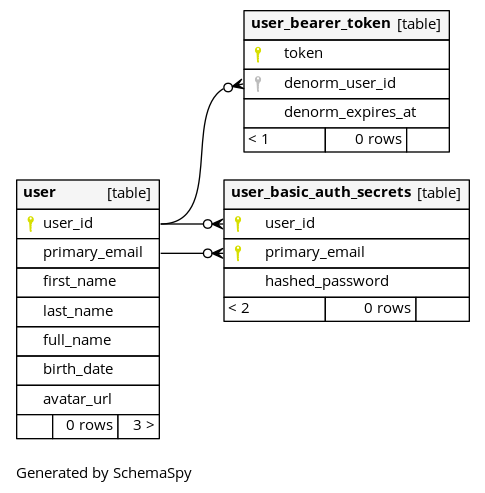 user_bearer_token [table]
token
denorm_user_id
denorm_expires_at
< 1 0 rows
user [table]
user_id
primary_email
first_name
last_name
full_name
birth_date
avatar_url
0 rows 3 >
user_basic_auth_secrets [table]
user_id
primary_email
hashed_password
< 2 0 rows
Generated by SchemaSpy